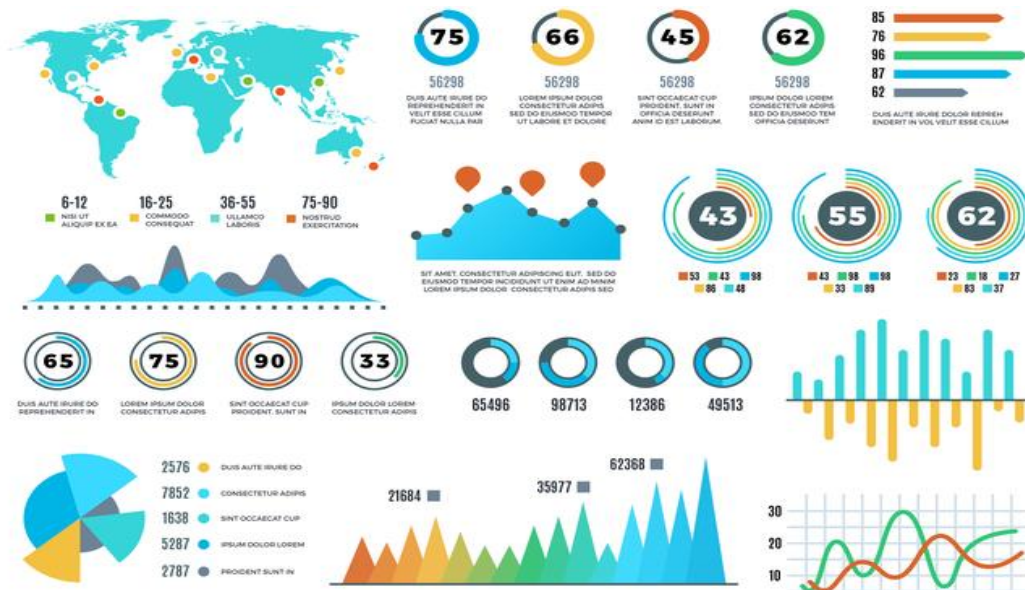 75
66
45
62
56298
56298
56298
56298
DUIS AUTE IRURE DO
REPREHENDERIT IN
VELIT ESSE CILLUM
FUGIAT NULLA PAR
LOREM IPSUM DOLOR
CONSECTETUR ADIPIS
SED DO EIUSMOD TEMPOR
UT LABORE ET DOLORE
SINT OCCAECAT CUP
PROIDENT, SUNT IN
OFFICIA DESERUNT
ANIM ID EST LABORUM.
IPSUM DOLOR LOREM
CONSECTETUR ADIPIS
SED DO EIUSMOD TEM
OFFICIA DESERUNT
85
76
96
87
62
DUIS AUTE IRURE DOLOR REPREH
ENDERIT IN VOL VELIT ESSE CILLUM
6-12
NISI UT
ALIQUIP EX EA
16-25
COMMODO
CONSEQUAT
36-55
ULLAMCO
LABORIS
75-90
NOSTRUD
EXERCITATION
SIT AMET, CONSECTETUR ADIPISCING ELIT, SED DO
EIUSMOD TEMPOR INCIDIDUNT UT ENIM AD MINIM
LOREM IPSUM DOLOR CONSECTETUR ADIPIS SED
43
53 43 98
86 48
55
43 98 98
33 89
62
23 18 27
83 37
65
DUIS AUTE IRURE DO
REPREHENDERIT IN
75
LOREM IPSUM DOLOR
CONSECTETUR ADIPIS
90
SINT OCCAECAT CUP
PROIDENT, SUNT IN
33
IPSUM DOLOR LOREM
CONSECTETUR ADIPIS
65496
98713
12386
49513
2576 DUIS AUTE IRURE DO
7852 CONSECTETUR ADIPIS
1638 SINT OCCAECAT CUP
5287 IPSUM DOLOR LOREM
2787 PROIDENT SUNT IN
21684
35977
62368
30
20
10